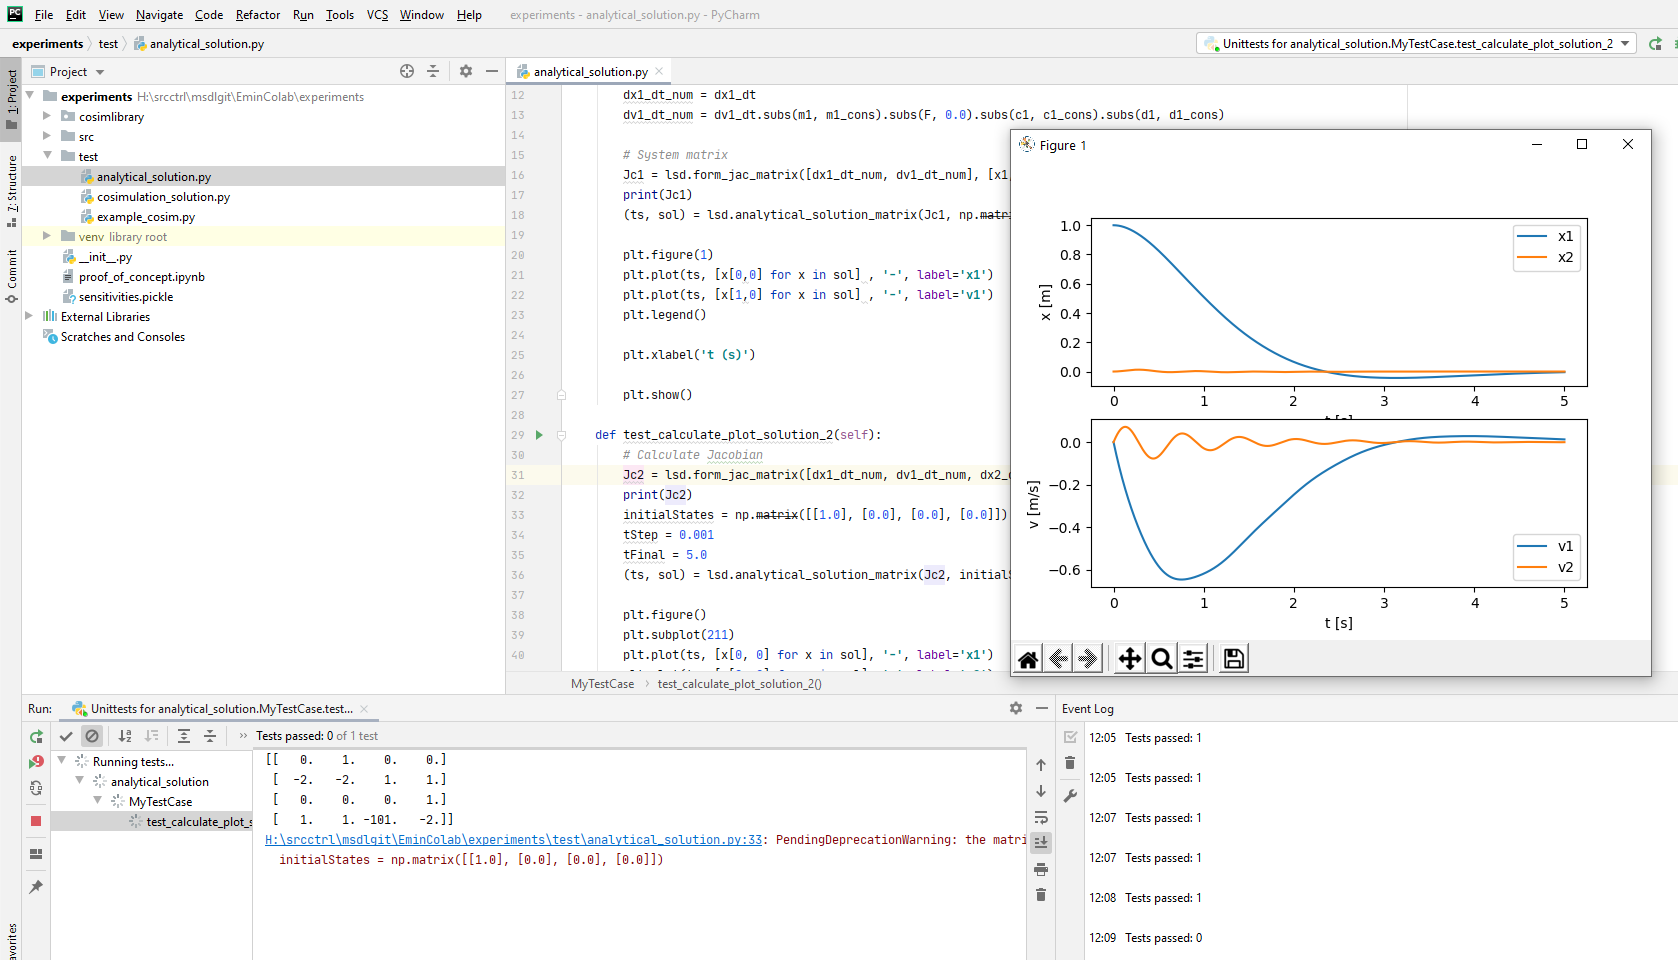 PC File Edit View Navigate Code Refactor Run Tools VCS Window Help experiments - analytical_solution.py - PyCharm
experiments test analytical_solution.py Unittests for analytical_solution.MyTestCase.test_calculate_plot_solution_2
1: Project
7: Structure
Commit
avorites
Project
experiments H:\srcctrl\msdlgit\EminColab\experiments
cosimlibrary
src
test
analytical_solution.py
cosimulation_solution.py
example_cosim.py
venv library root
__init__.py
proof_of_concept.ipynb
sensitivities.pickle
External Libraries
Scratches and Consoles
analytical_solution.py
12 dx1_dt_num = dx1_dt
13 dv1_dt_num = dv1_dt.subs(m1, m1_cons).subs(F, 0.0).subs(c1, c1_cons).subs(d1, d1_cons)
14
15 # System matrix
16 Jc1 = lsd.form_jac_matrix([dx1_dt_num, dv1_dt_num], [x1,
17 print(Jc1)
18 (ts, sol) = lsd.analytical_solution_matrix(Jc1, np.matri
19
20 plt.figure(1)
21 plt.plot(ts, [x[0,0] for x in sol] , '-', label='x1')
22 plt.plot(ts, [x[1,0] for x in sol] , '-', label='v1')
23 plt.legend()
24
25 plt.xlabel('t (s)')
26
27 plt.show()
28
29 def test_calculate_plot_solution_2(self):
30 # Calculate Jacobian
31 Jc2 = lsd.form_jac_matrix([dx1_dt_num, dv1_dt_num, dx2_
32 print(Jc2)
33 initialStates = np.matrix([[1.0], [0.0], [0.0], [0.0]])
34 tStep = 0.001
35 tFinal = 5.0
36 (ts, sol) = lsd.analytical_solution_matrix(Jc2, initial
37
38 plt.figure()
39 plt.subplot(211)
40 plt.plot(ts, [x[0, 0] for x in sol], '-', label='x1')
MyTestCase test_calculate_plot_solution_2()
Figure 1
1.0
0.8
0.6
0.4
0.2
0.0
x [m]
x1
x2
0 1 2 3 4 5
t [s]
0.0
−0.2
−0.4
−0.6
v [m/s]
v1
v2
0 1 2 3 4 5
t [s]
Run: Unittests for analytical_solution.MyTestCase.test...
Tests passed: 0 of 1 test
Running tests...
analytical_solution
MyTestCase
test_calculate_plot_s
[[ 0. 1. 0. 0.]
[ -2. -2. 1. 1.]
[ 0. 0. 0. 1.]
[ 1. 1. -101. -2.]]
H:\srcctrl\msdlgit\EminColab\experiments\test\analytical_solution.py:33: PendingDeprecationWarning: the matri
initialStates = np.matrix([[1.0], [0.0], [0.0], [0.0]])
Event Log
12:05 Tests passed: 1
12:05 Tests passed: 1
12:07 Tests passed: 1
12:07 Tests passed: 1
12:08 Tests passed: 1
12:09 Tests passed: 0